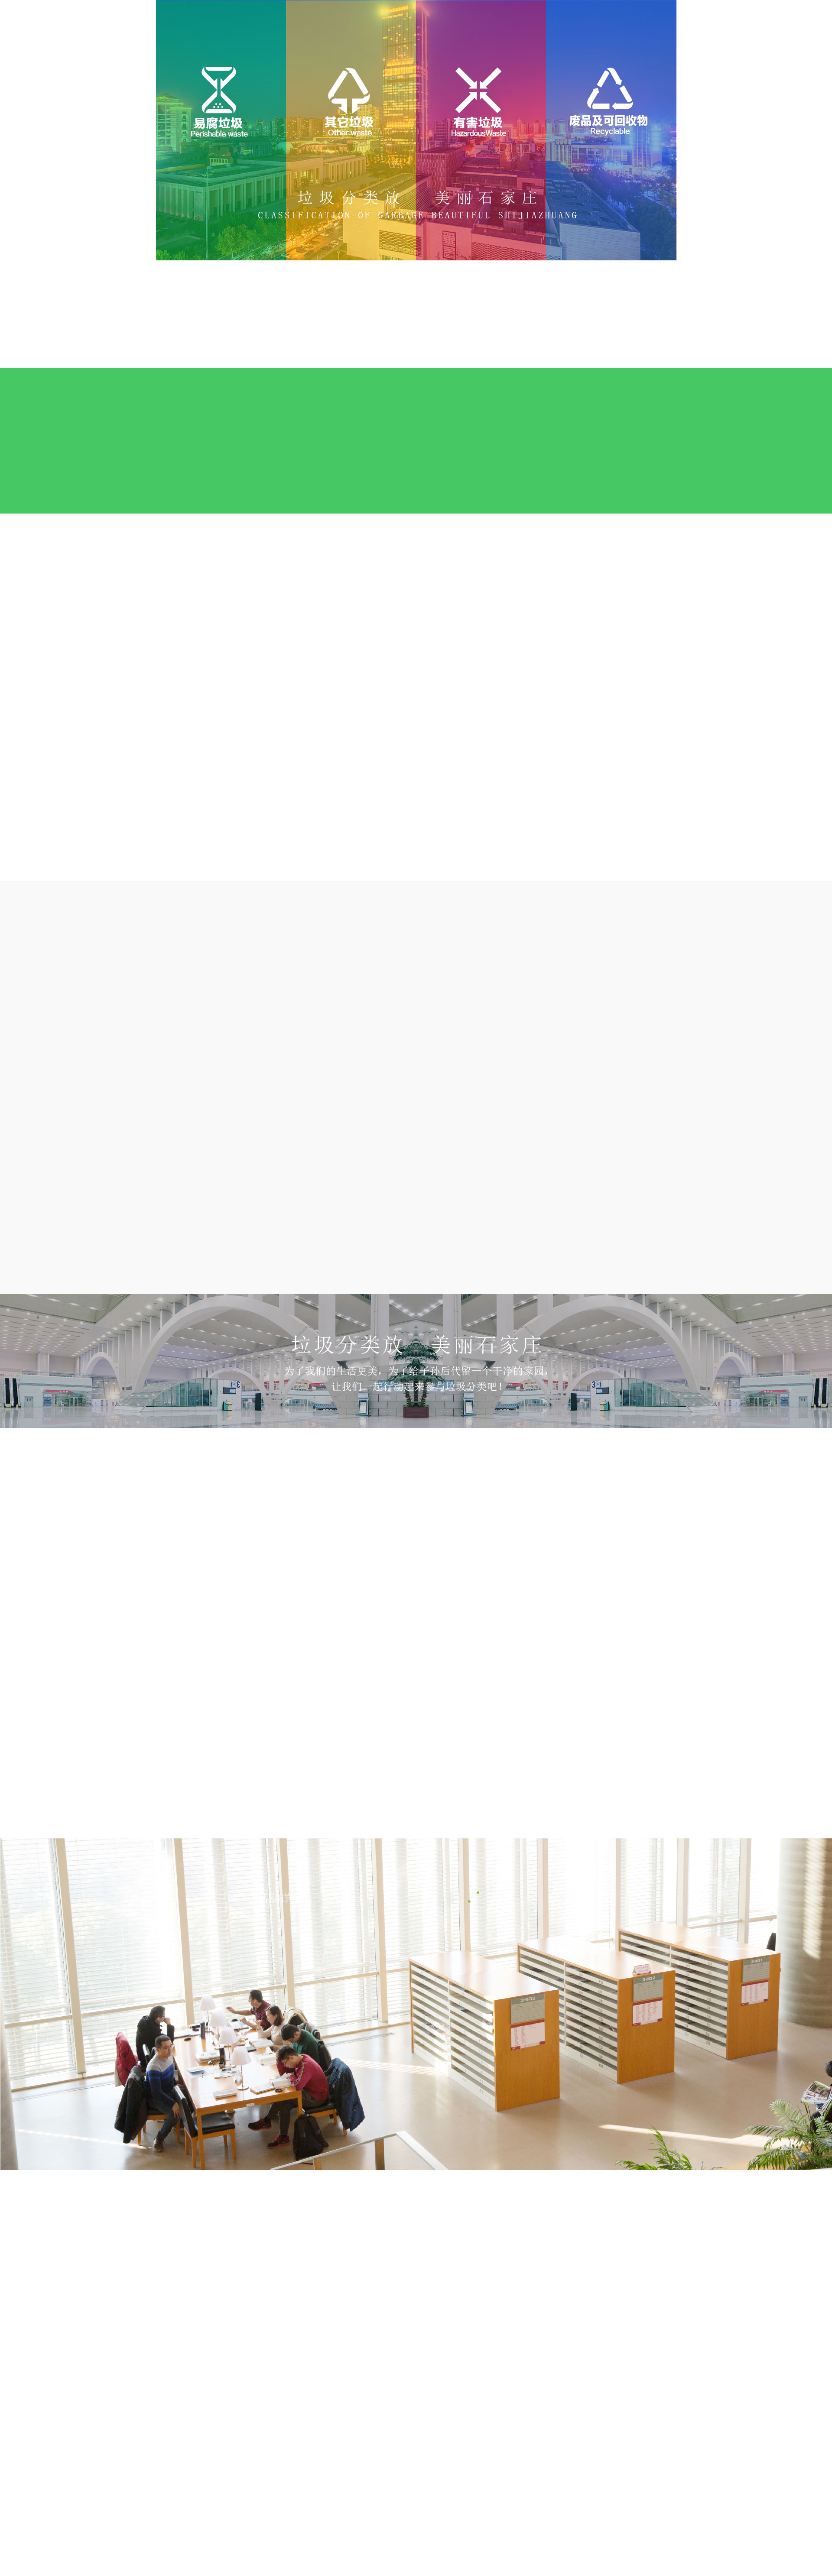 易腐垃圾
Perishable waste
其它垃圾
Other waste
有害垃圾
HazardousWaste
废品及可回收物
Recyclable
垃圾分类放 美丽石家庄
CLASSIFICATION OF GARBAGE BEAUTIFUL SHIJIAZHUANG
垃圾分类放 美丽石家庄
为了我们的生活更美，为了给子孙后代留一个干净的家园，
让我们一起行动起来参与垃圾分类吧！